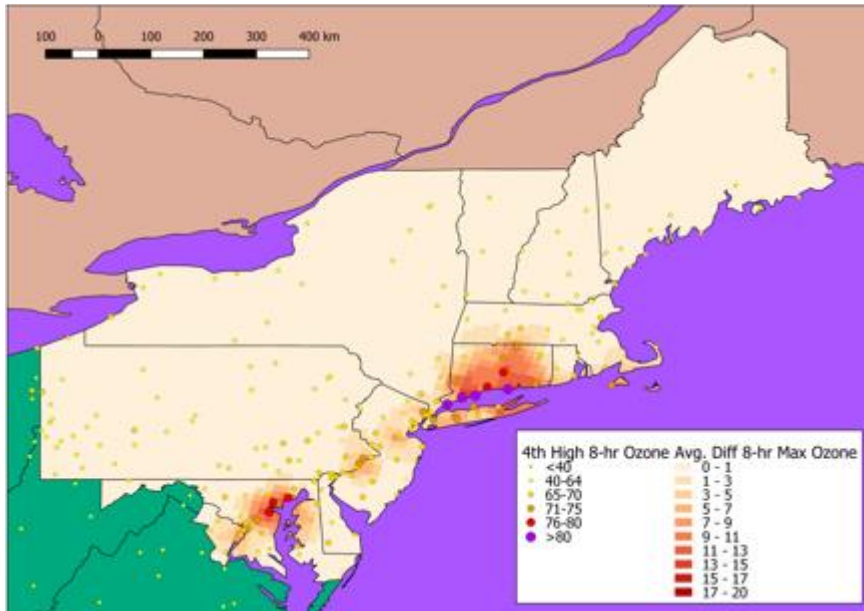 100 0 100 200 300 400 km
4th High 8-hr Ozone Avg. Diff 8-hr Max Ozone
<40 0 - 1
40-64 1 - 3
65-70 3 - 5
71-75 5 - 7
76-80 7 - 9
>80 9 - 11
11 - 13
13 - 15
15 - 17
17 - 20